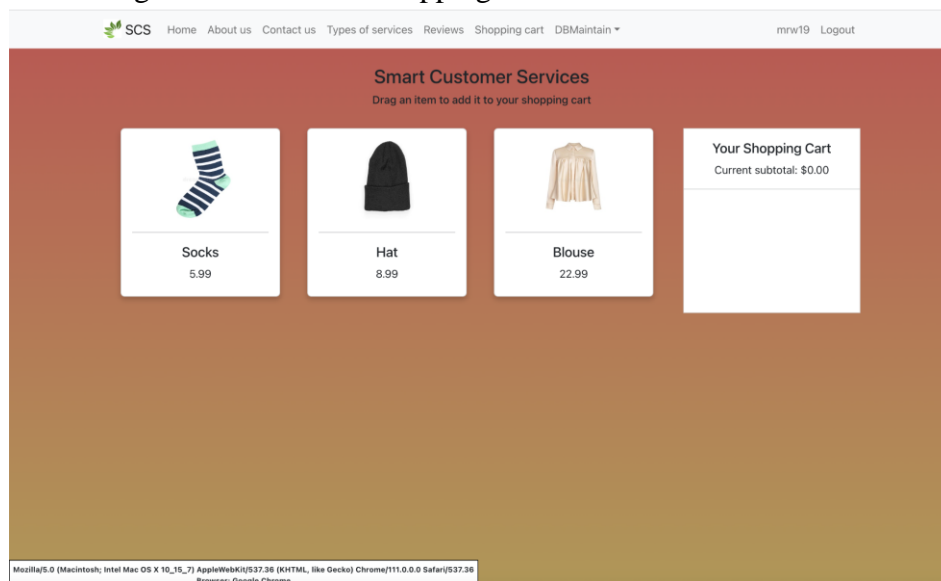 SCS Home About us Contact us Types of services Reviews Shopping cart DBMaintain mrw19 Logout
Smart Customer Services
Drag an item to add it to your shopping cart
Socks
5.99
Hat
8.99
Blouse
22.99
Your Shopping Cart
Current subtotal: $0.00
Mozilla/5.0 (Macintosh; Intel Mac OS X 10_15_7) AppleWebKit/537.36 (KHTML, like Gecko) Chrome/111.0.0.0 Safari/537.36
Browser: Google Chrome